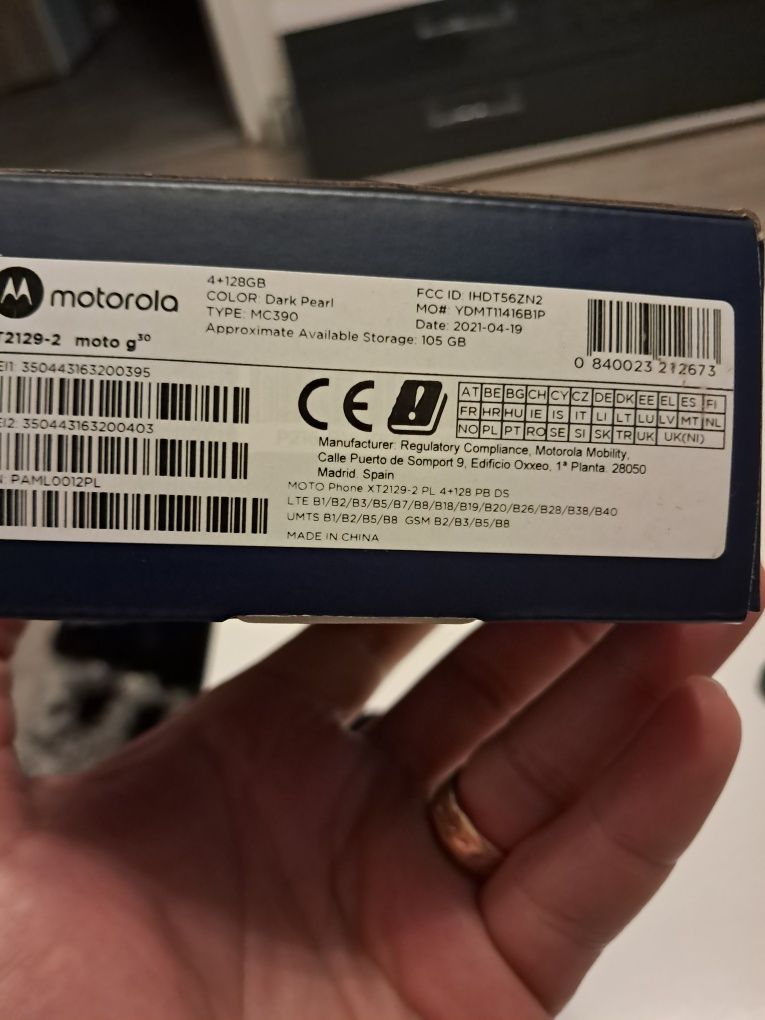 motorola
4+128GB
COLOR: Dark Pearl
TYPE: MC390
Approximate Available Storage: 105 GB
FCC ID: IHDT56ZN2
MO#: YDMT11416B1P
Date: 2021-04-19
0 840023 212673
T2129-2 moto g30
EI1: 350443163200395
EI2: 350443163200403
N: PAML0012PL
CE
AT BE BG CH CY CZ DE DK EE EL ES FI
FR HR HU IE IS IT LI LT LU LV MT NL
NO PL PT RO SE SI SK TR UK UK(NI)
Manufacturer: Regulatory Compliance, Motorola Mobility,
Calle Puerto de Somport 9, Edificio Oxxeo, 1ª Planta. 28050
Madrid. Spain
MOTO Phone XT2129-2 PL 4+128 PB DS
LTE B1/B2/B3/B5/B7/B8/B18/B19/B20/B26/B28/B38/B40
UMTS B1/B2/B5/B8 GSM B2/B3/B5/B8
MADE IN CHINA